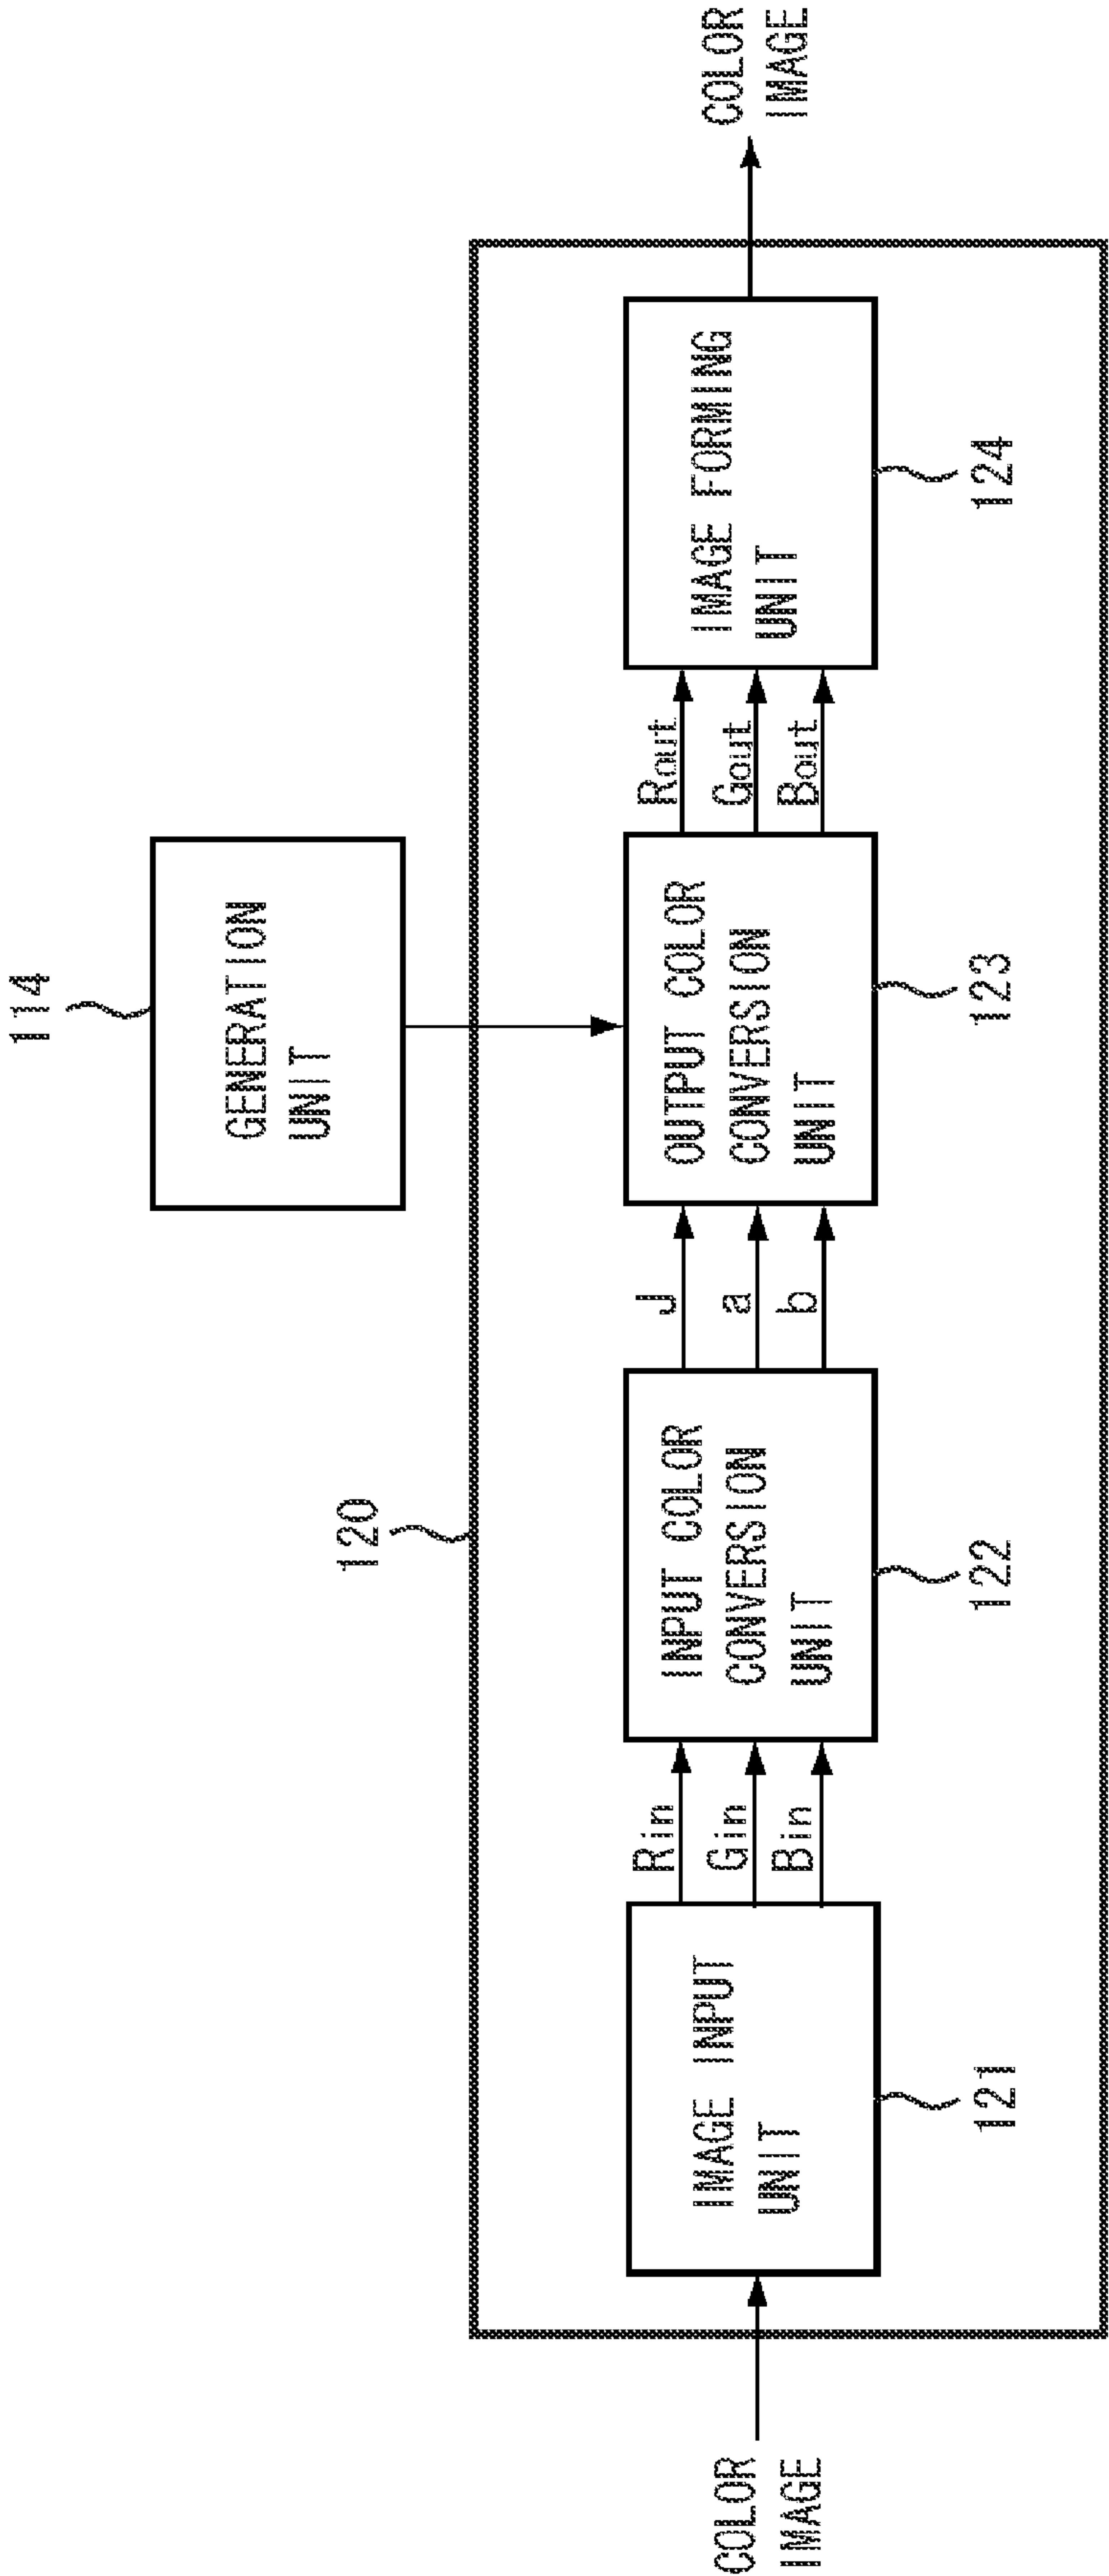 114
GENERATION
UNIT
120
COLOR
IMAGE
IMAGE INPUT
UNIT
121
Rin
Gin
Bin
INPUT COLOR
CONVERSION
UNIT
122
J
a
b
OUTPUT COLOR
CONVERSION
UNIT
123
Rout
Gout
Bout
IMAGE FORMING
UNIT
124
COLOR
IMAGE